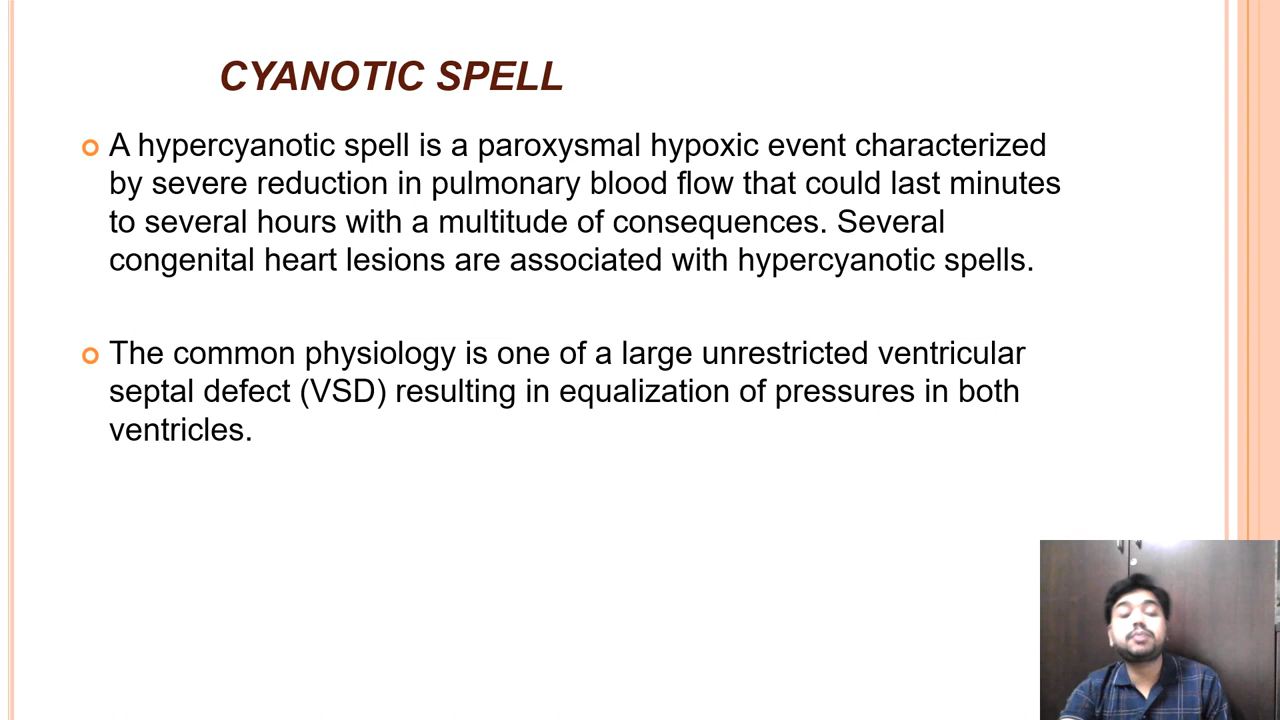 CYANOTIC SPELL
A hypercyanotic spell is a paroxysmal hypoxic event characterized
by severe reduction in pulmonary blood flow that could last minutes
to several hours with a multitude of consequences. Several
congenital heart lesions are associated with hypercyanotic spells.
The common physiology is one of a large unrestricted ventricular
septal defect (VSD) resulting in equalization of pressures in both
ventricles.